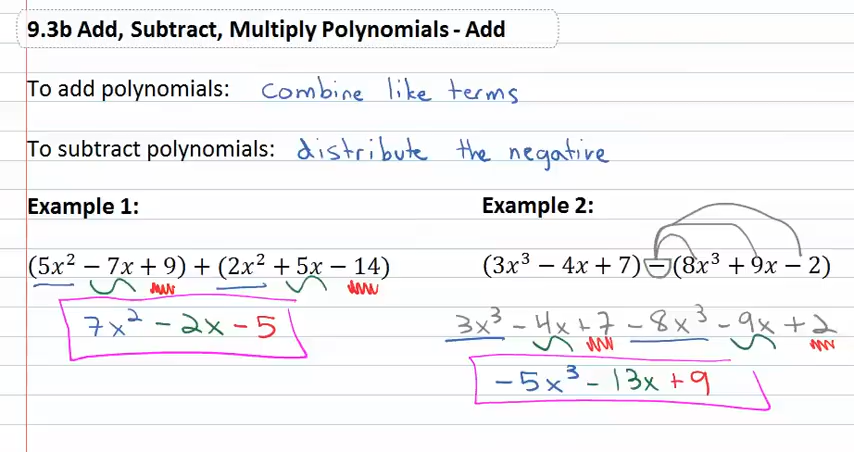 9.3b Add, Subtract, Multiply Polynomials - Add
To add polynomials: combine like terms
To subtract polynomials: distribute the negative
Example 1:
(5x² − 7x + 9) + (2x² + 5x − 14)
7x² − 2x − 5
Example 2:
(3x³ − 4x + 7) − (8x³ + 9x − 2)
3x³ − 4x + 7 − 8x³ − 9x + 2
−5x³ − 13x + 9